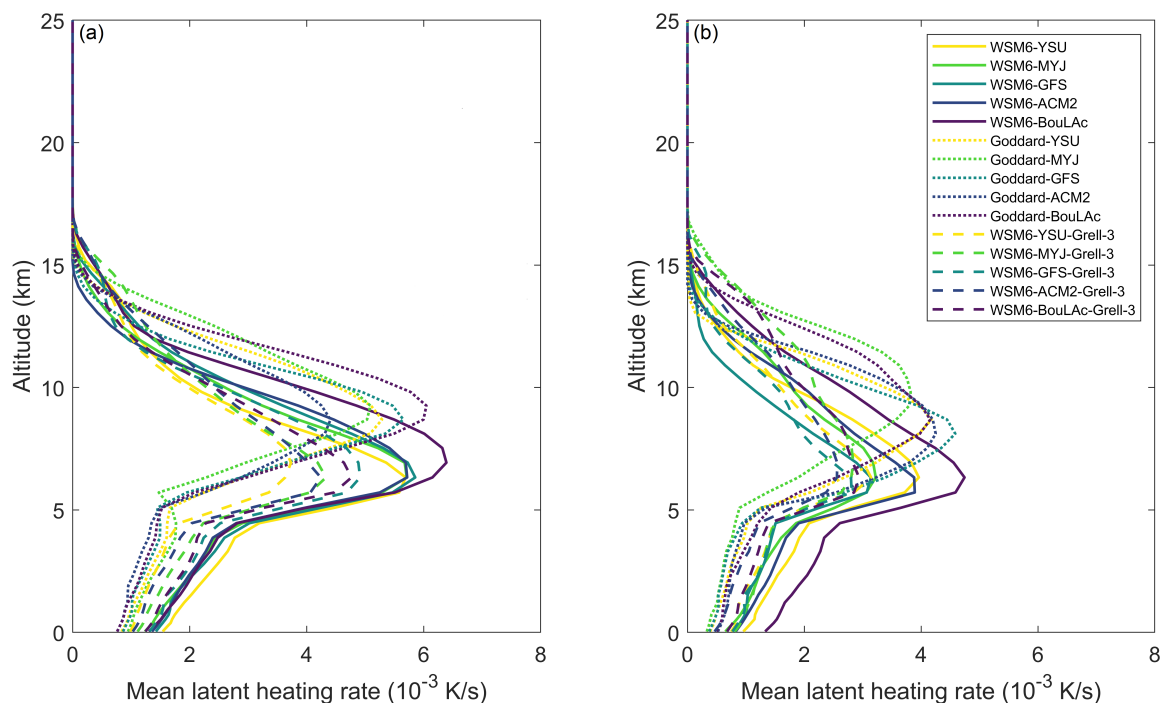 (a)
25
20
15
10
5
0
Altitude (km)
0 2 4 6 8
Mean latent heating rate (10⁻³ K/s)
(b)
25
20
15
10
5
0
Altitude (km)
0 2 4 6 8
Mean latent heating rate (10⁻³ K/s)
WSM6-YSU
WSM6-MYJ
WSM6-GFS
WSM6-ACM2
WSM6-BouLAc
Goddard-YSU
Goddard-MYJ
Goddard-GFS
Goddard-ACM2
Goddard-BouLAc
WSM6-YSU-Grell-3
WSM6-MYJ-Grell-3
WSM6-GFS-Grell-3
WSM6-ACM2-Grell-3
WSM6-BouLAc-Grell-3